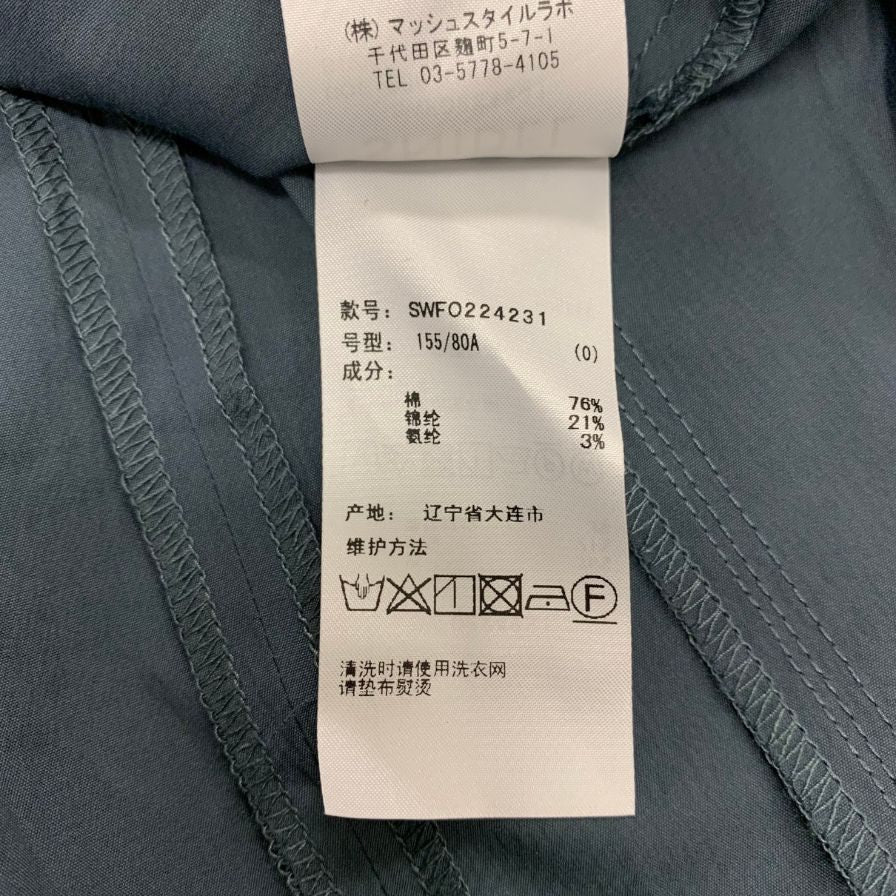 (株)マッシュスタイルラボ
千代田区麹町5-7-1
TEL 03-5778-4105
款号: SWFO224231
号型: 155/80A (0)
成分:
棉 76%
锦纶 21%
氨纶 3%
产地: 辽宁省大连市
维护方法
F
清洗时请使用洗衣网
请垫布熨烫